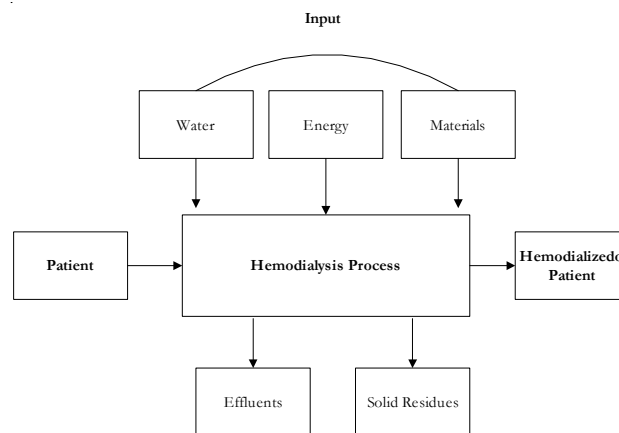 Input
Water
Energy
Materials
Patient
Hemodialysis Process
Hemodializedo
Patient
Effluents
Solid Residues